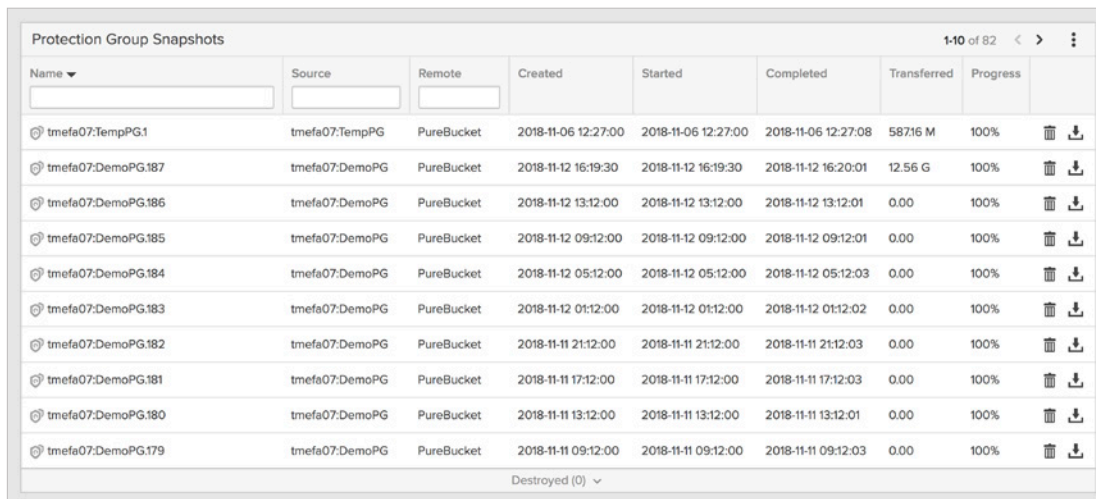 Protection Group Snapshots 1-10 of 82
Name Source Remote Created Started Completed Transferred Progress
tmefa07:TempPG.1 tmefa07:TempPG PureBucket 2018-11-06 12:27:00 2018-11-06 12:27:00 2018-11-06 12:27:08 587.16 M 100%
tmefa07:DemoPG.187 tmefa07:DemoPG PureBucket 2018-11-12 16:19:30 2018-11-12 16:19:30 2018-11-12 16:20:01 12.56 G 100%
tmefa07:DemoPG.186 tmefa07:DemoPG PureBucket 2018-11-12 13:12:00 2018-11-12 13:12:00 2018-11-12 13:12:01 0.00 100%
tmefa07:DemoPG.185 tmefa07:DemoPG PureBucket 2018-11-12 09:12:00 2018-11-12 09:12:00 2018-11-12 09:12:01 0.00 100%
tmefa07:DemoPG.184 tmefa07:DemoPG PureBucket 2018-11-12 05:12:00 2018-11-12 05:12:00 2018-11-12 05:12:03 0.00 100%
tmefa07:DemoPG.183 tmefa07:DemoPG PureBucket 2018-11-12 01:12:00 2018-11-12 01:12:00 2018-11-12 01:12:02 0.00 100%
tmefa07:DemoPG.182 tmefa07:DemoPG PureBucket 2018-11-11 21:12:00 2018-11-11 21:12:00 2018-11-11 21:12:03 0.00 100%
tmefa07:DemoPG.181 tmefa07:DemoPG PureBucket 2018-11-11 17:12:00 2018-11-11 17:12:00 2018-11-11 17:12:03 0.00 100%
tmefa07:DemoPG.180 tmefa07:DemoPG PureBucket 2018-11-11 13:12:00 2018-11-11 13:12:00 2018-11-11 13:12:01 0.00 100%
tmefa07:DemoPG.179 tmefa07:DemoPG PureBucket 2018-11-11 09:12:00 2018-11-11 09:12:00 2018-11-11 09:12:03 0.00 100%
Destroyed (0)